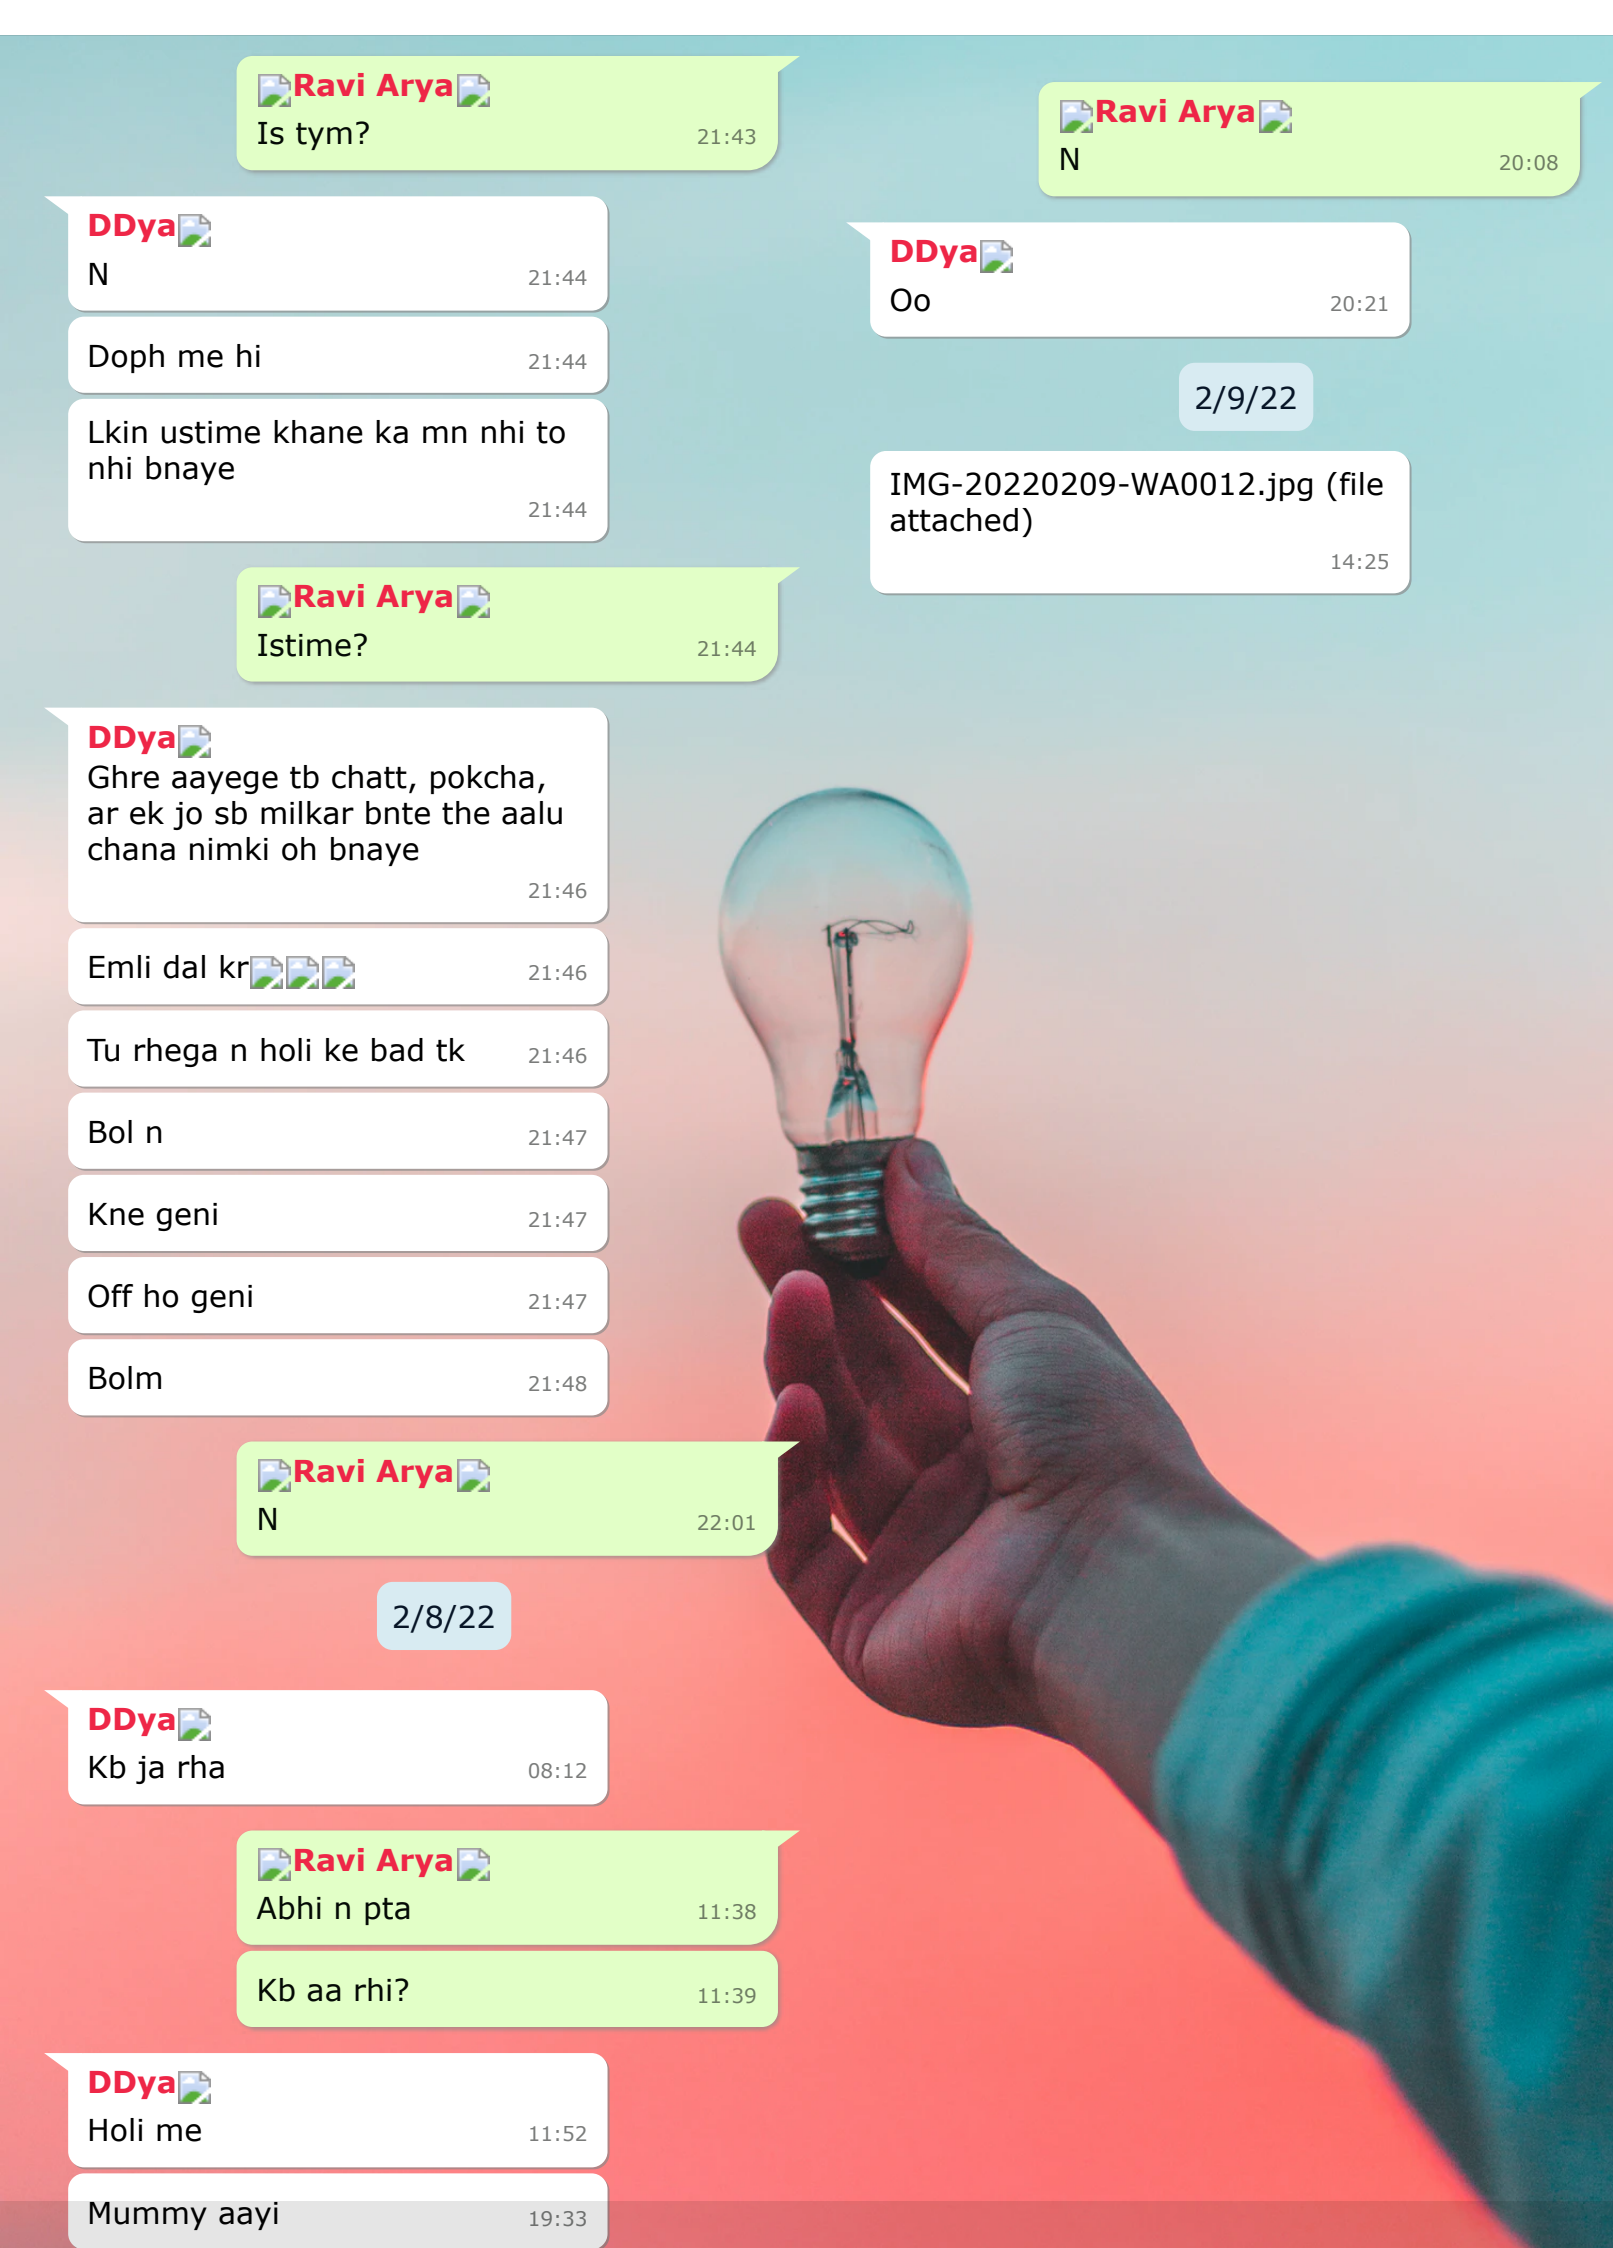 Ravi Arya
Is tym?
21:43
DDya
N
21:44
Doph me hi
21:44
Lkin ustime khane ka mn nhi to
nhi bnaye
21:44
Ravi Arya
Istime?
21:44
DDya
Ghre aayege tb chatt, pokcha,
ar ek jo sb milkar bnte the aalu
chana nimki oh bnaye
21:46
Emli dal kr
21:46
Tu rhega n holi ke bad tk
21:46
Bol n
21:47
Kne geni
21:47
Off ho geni
21:47
Bolm
21:48
Ravi Arya
N
22:01
2/8/22
DDya
Kb ja rha
08:12
Ravi Arya
Abhi n pta
11:38
Kb aa rhi?
11:39
DDya
Holi me
11:52
Mummy aayi
19:33
Ravi Arya
N
20:08
DDya
Oo
20:21
2/9/22
IMG-20220209-WA0012.jpg (file
attached)
14:25